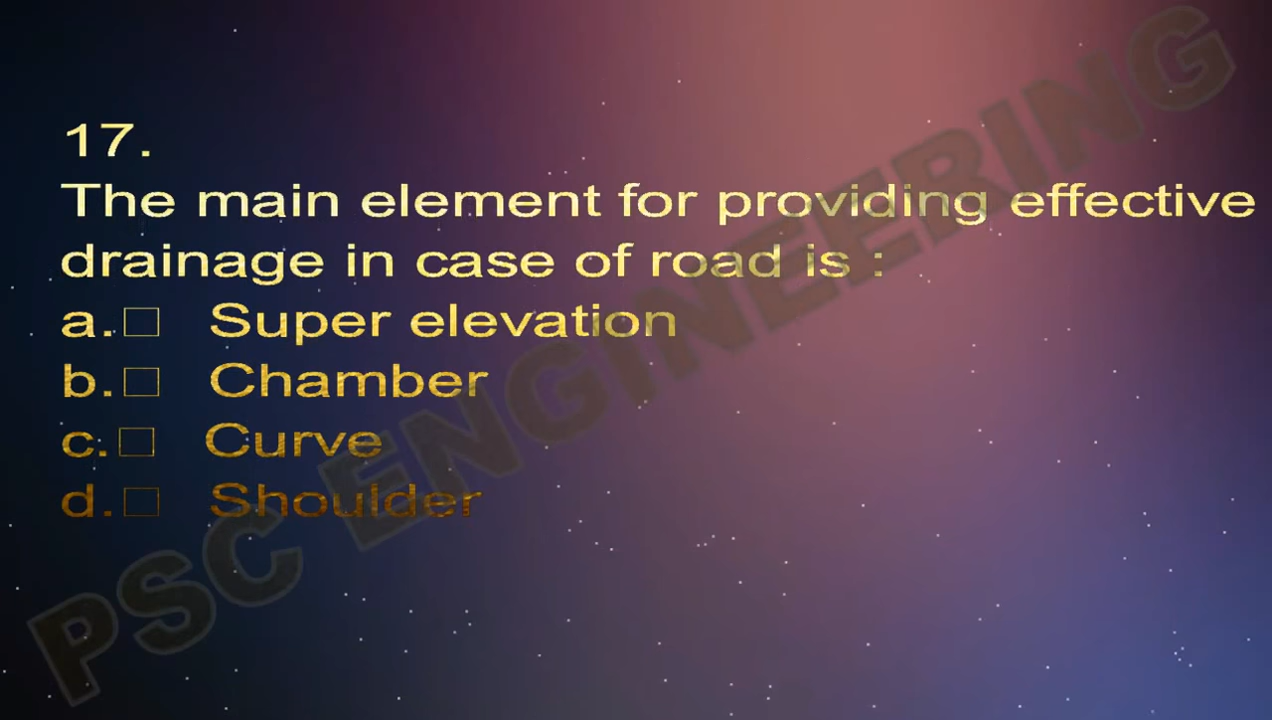 17.
The main element for providing effective
drainage in case of road is :
a.□ Super elevation
b.□ Chamber
c.□ Curve
d.□ Shoulder
PSC ENGINEERING